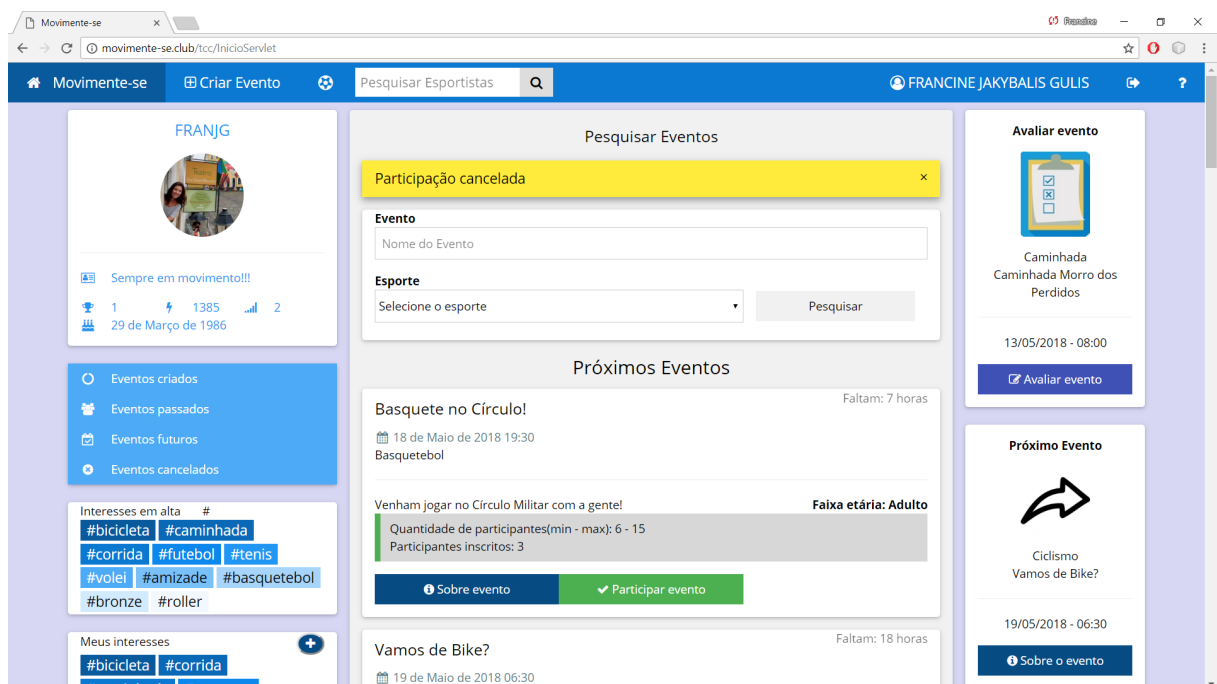 Movimente-se
Francine
movimente-se.club/tcc/InicioServlet
Movimente-se
Criar Evento
Pesquisar Esportistas
FRANCINE JAKYBALIS GULIS
?
FRANJG
Sempre em movimento!!!
1 1385 2
29 de Março de 1986
Eventos criados
Eventos passados
Eventos futuros
Eventos cancelados
Interesses em alta #
#bicicleta #caminhada
#corrida #futebol #tenis
#volei #amizade #basquetebol
#bronze #roller
Meus interesses
#bicicleta #corrida
Pesquisar Eventos
Participação cancelada ×
Evento
Nome do Evento
Esporte
Selecione o esporte
Pesquisar
Próximos Eventos
Basquete no Círculo!
Faltam: 7 horas
18 de Maio de 2018 19:30
Basquetebol
Venham jogar no Círculo Militar com a gente!
Faixa etária: Adulto
Quantidade de participantes(min - max): 6 - 15
Participantes inscritos: 3
Sobre evento
Participar evento
Vamos de Bike?
Faltam: 18 horas
19 de Maio de 2018 06:30
Avaliar evento
Caminhada
Caminhada Morro dos
Perdidos
13/05/2018 - 08:00
Avaliar evento
Próximo Evento
Ciclismo
Vamos de Bike?
19/05/2018 - 06:30
Sobre o evento